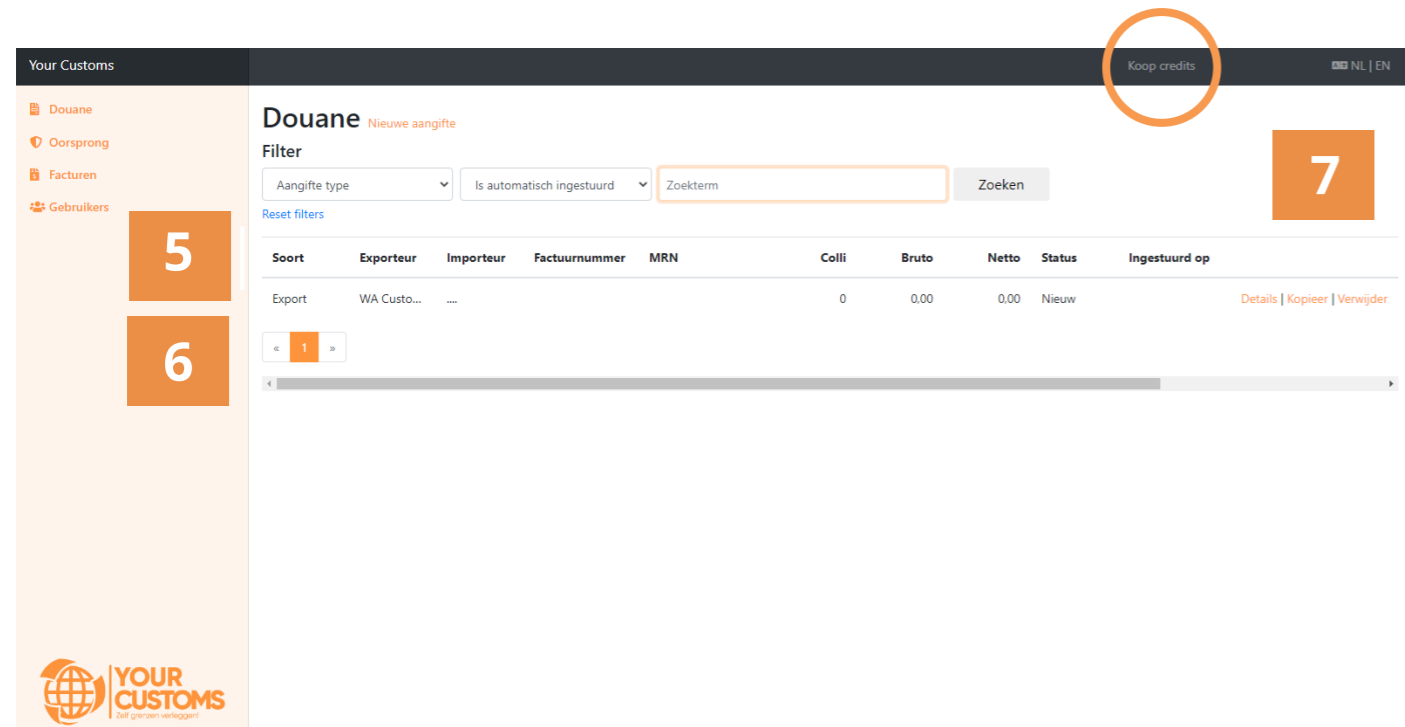 Your Customs
Koop credits
NL | EN
Douane
Oorsprong
Facturen
Gebruikers
5
6
7
Douane Nieuwe aangifte
Filter
Aangifte type
Is automatisch ingestuurd
Zoekterm
Zoeken
Reset filters
Soort Exporteur Importeur Factuurnummer MRN Colli Bruto Netto Status Ingestuurd op
Export WA Custo... .... 0 0,00 0,00 Nieuw Details | Kopieer | Verwijder
« 1 »
YOUR
CUSTOMS
Zelf grenzen verleggen!